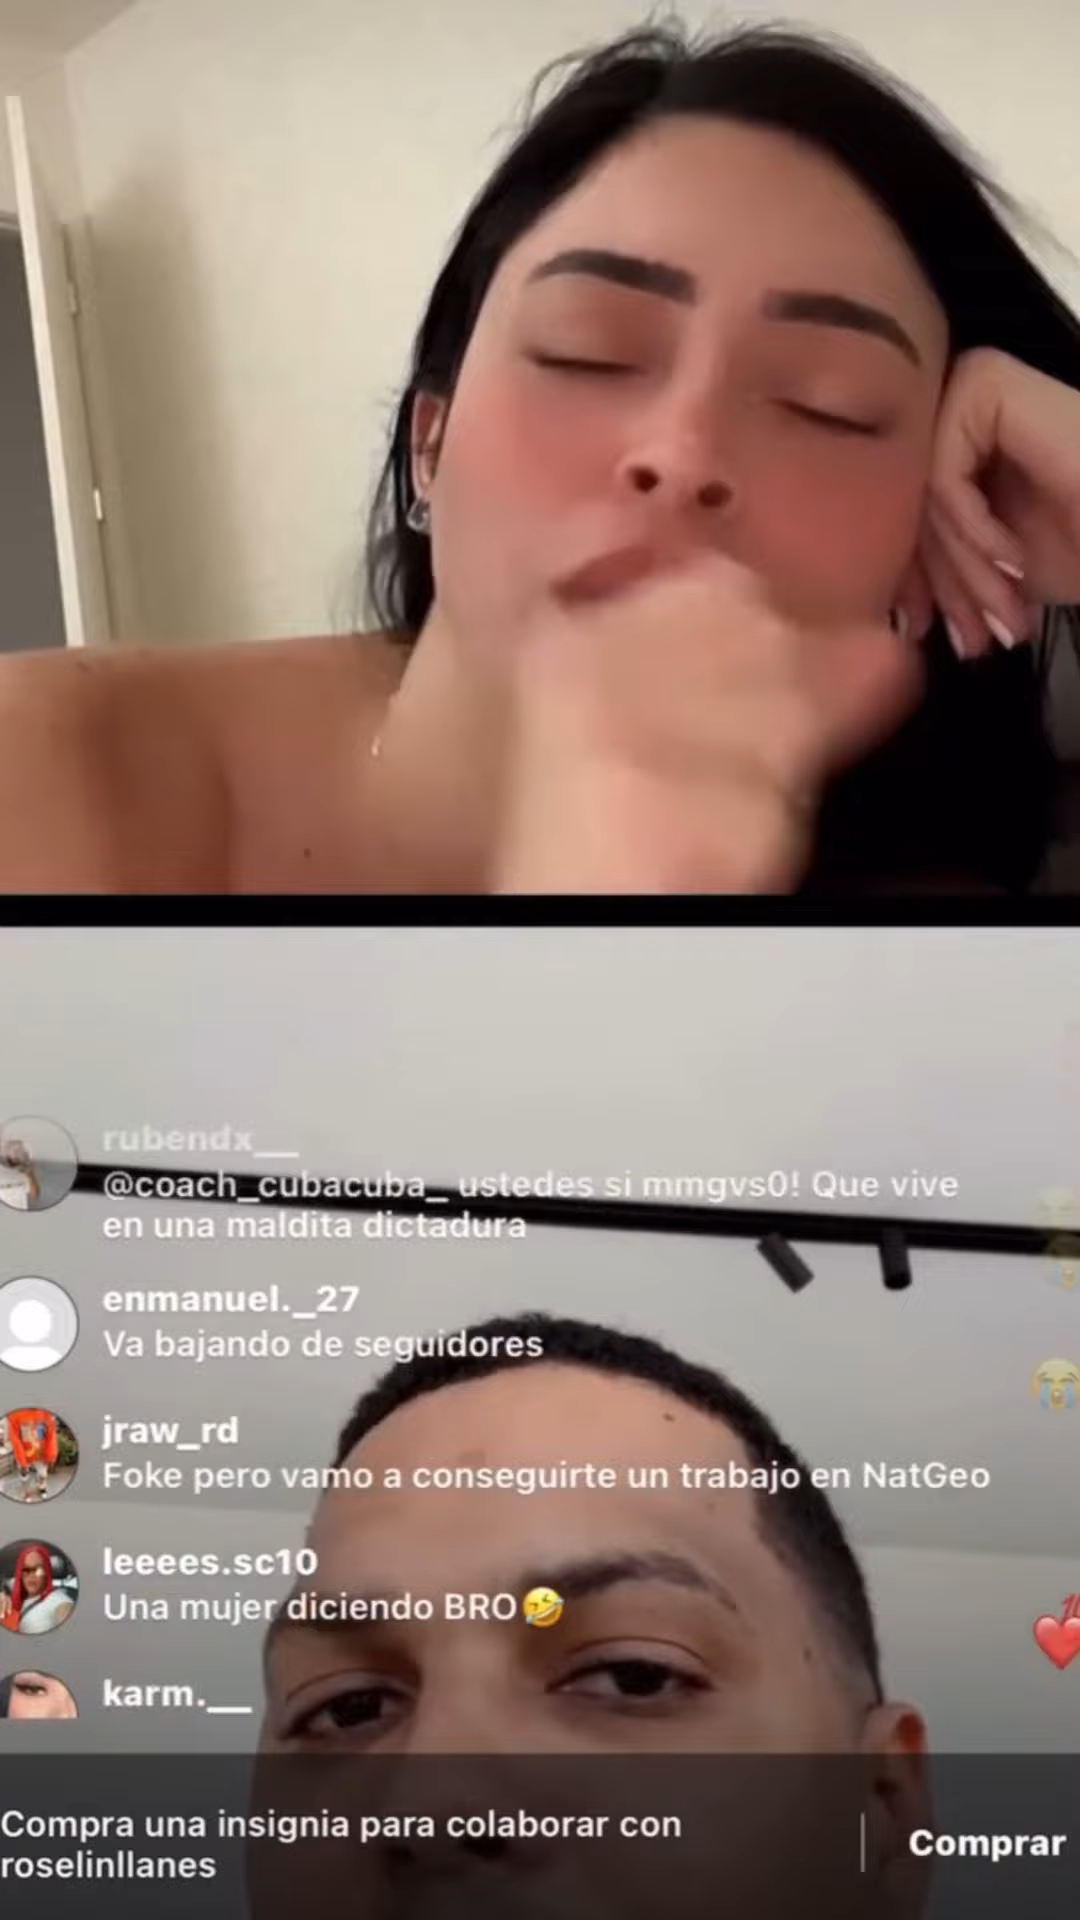 rubendx__
@coach_cubacuba_ ustedes si mmgvs0! Que vive
en una maldita dictadura
enmanuel._27
Va bajando de seguidores
jraw_rd
Foke pero vamo a conseguirte un trabajo en NatGeo
leeees.sc10
Una mujer diciendo BRO🤣
karm.__
Compra una insignia para colaborar con
roselinllanes
Comprar